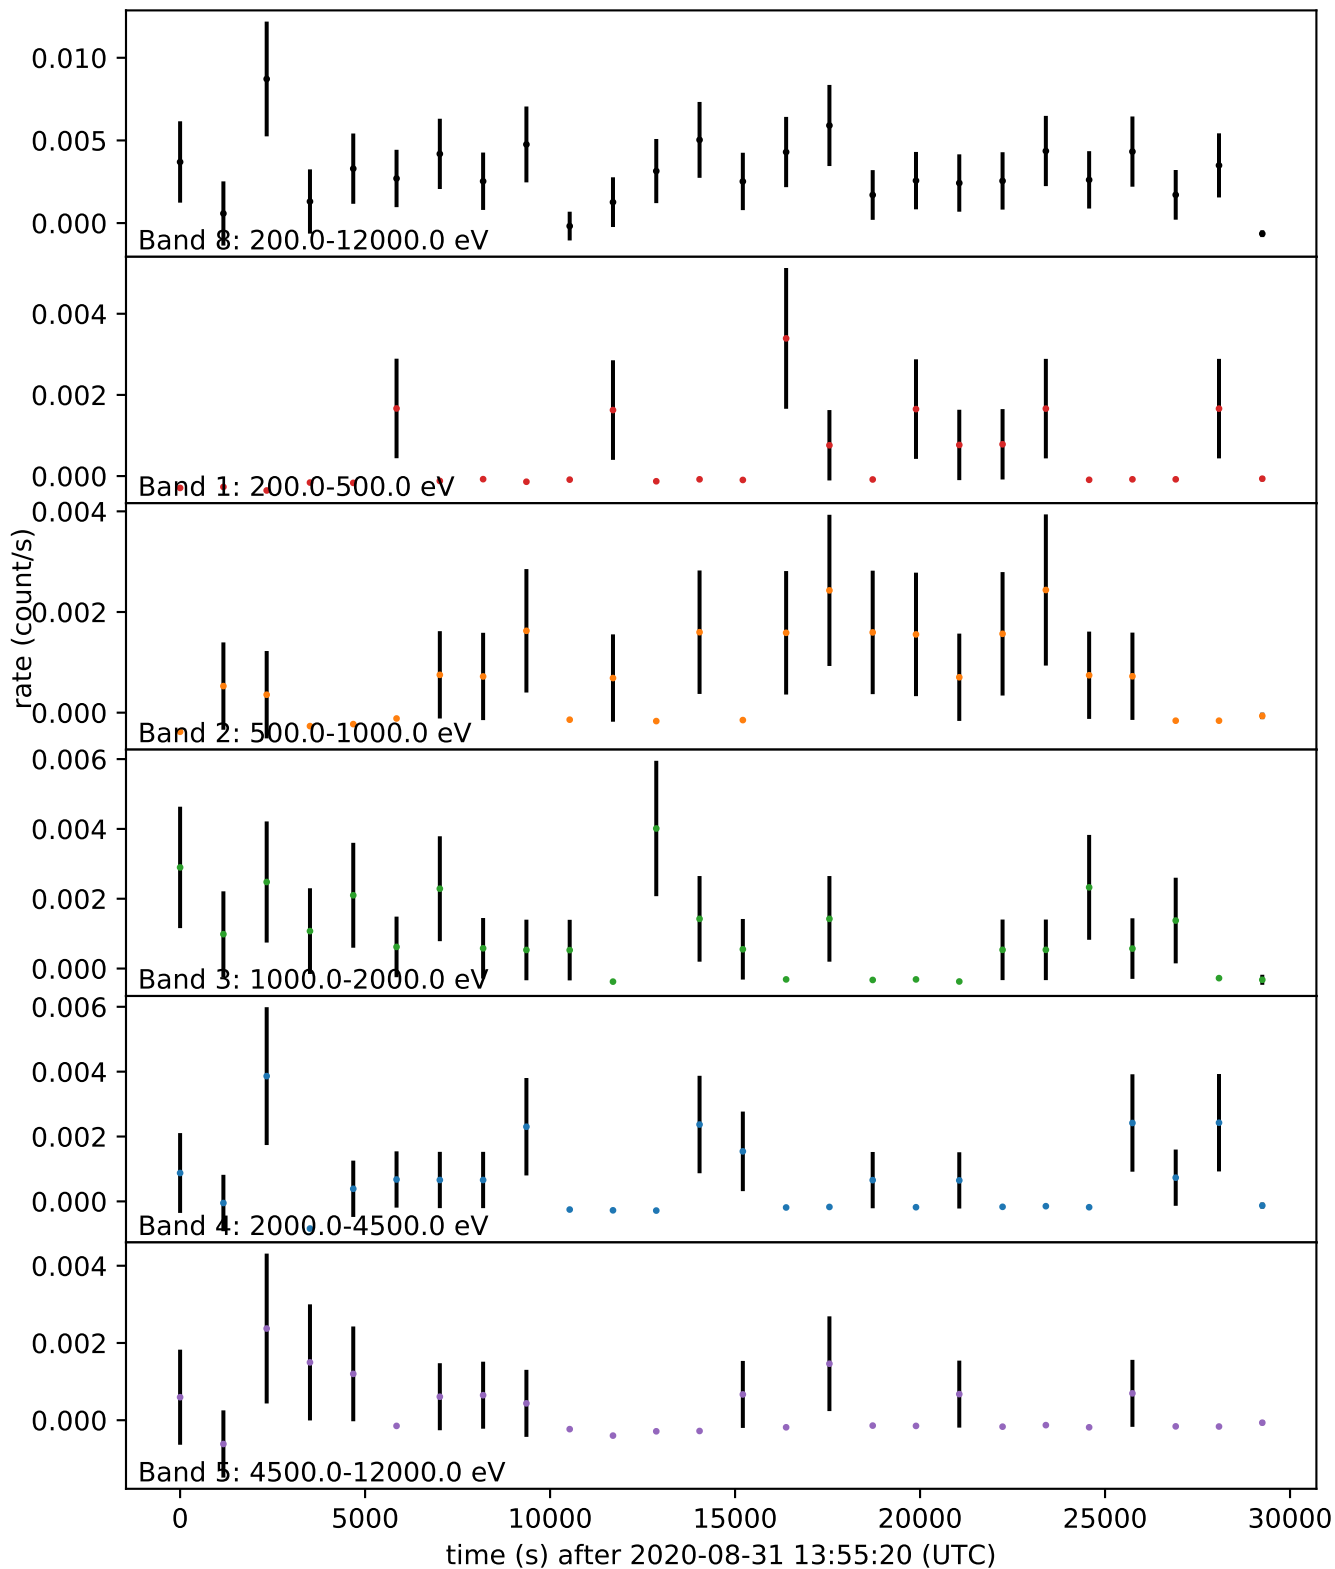 0.010
0.005
0.000
Band 8: 200.0-12000.0 eV
0.004
0.002
0.000
Band 1: 200.0-500.0 eV
rate (count/s)
0.004
0.002
0.000
Band 2: 500.0-1000.0 eV
0.006
0.004
0.002
0.000
Band 3: 1000.0-2000.0 eV
0.006
0.004
0.002
0.000
Band 4: 2000.0-4500.0 eV
0.004
0.002
0.000
Band 5: 4500.0-12000.0 eV
0 5000 10000 15000 20000 25000 30000
time (s) after 2020-08-31 13:55:20 (UTC)